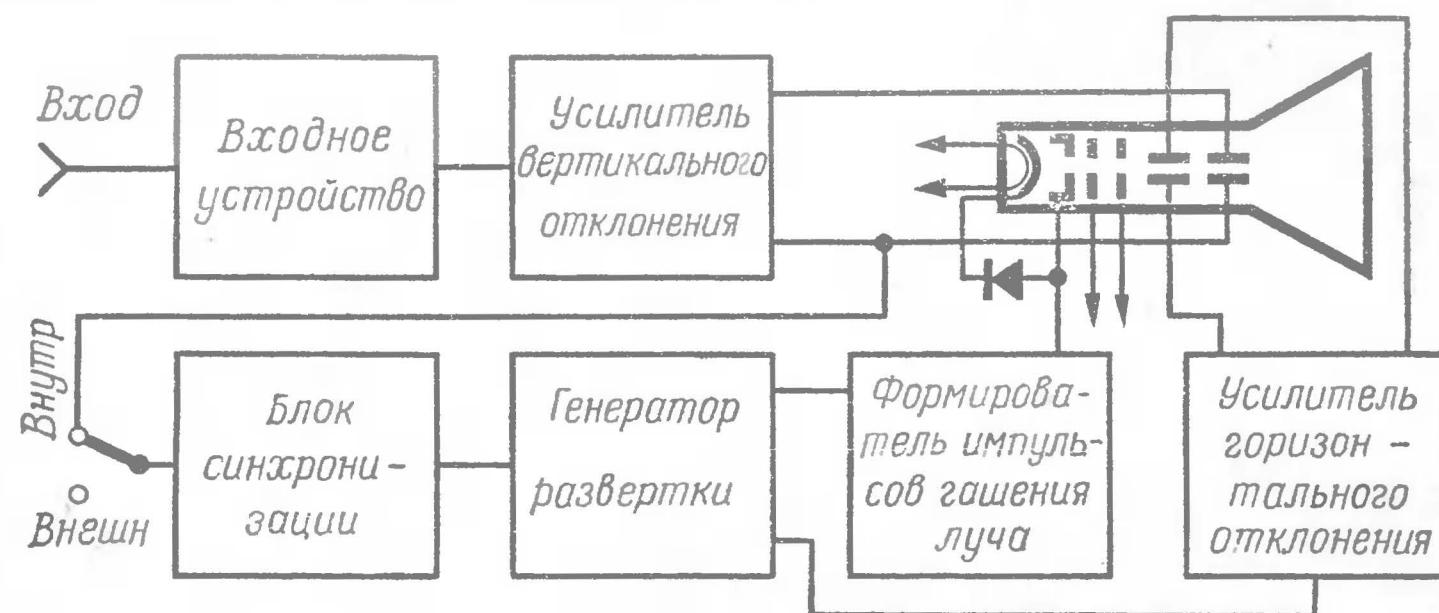 Вход
Входное
устройство
Усилитель
вертикального
отклонения
Внутр
Внешн
Блок
синхрони-
зации
Генератор
развертки
Формирова-
тель импуль-
сов гашения
луча
Усилитель
горизон -
тального
отклонения